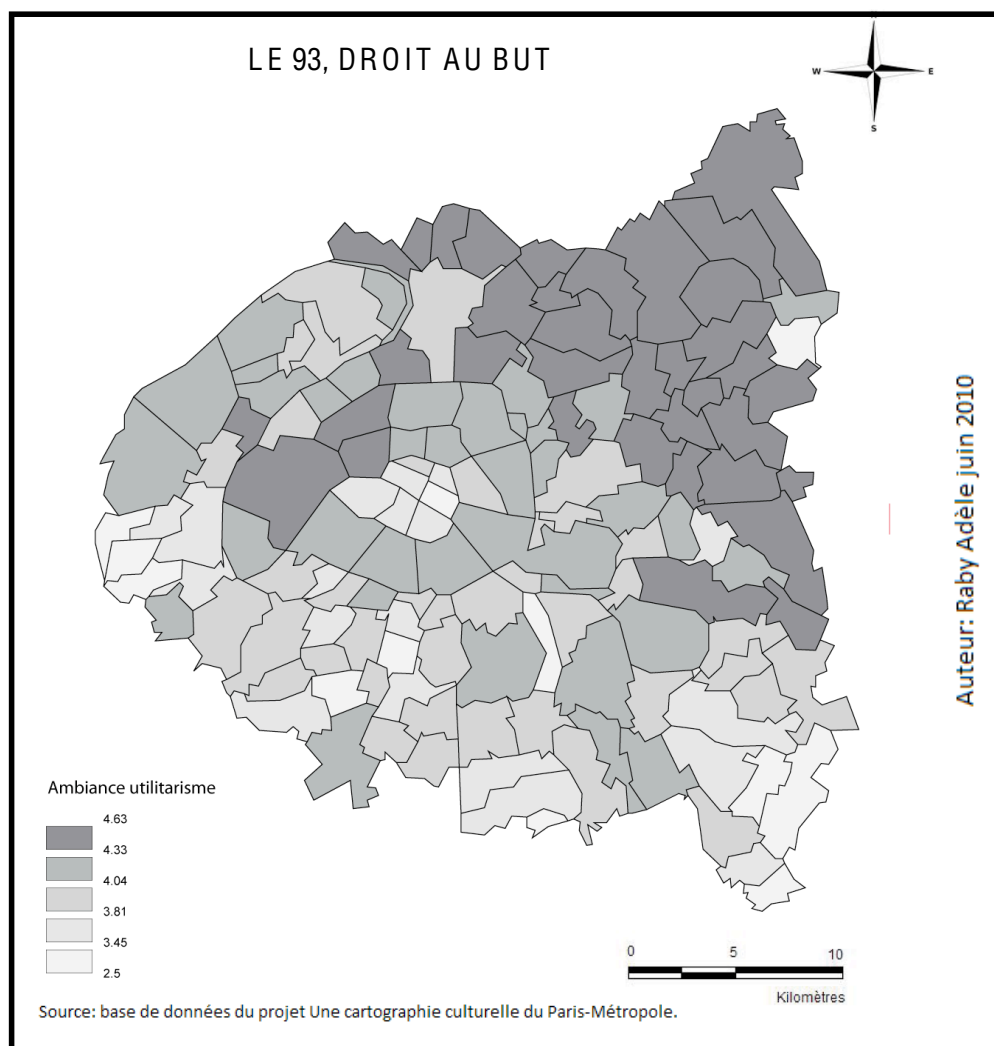 LE 93, DROIT AU BUT
N
W
E
S
Auteur: Raby Adèle juin 2010
Ambiance utilitarisme
4.63
4.33
4.04
3.81
3.45
2.5
0 5 10
Kilomètres
Source: base de données du projet Une cartographie culturelle du Paris-Métropole.